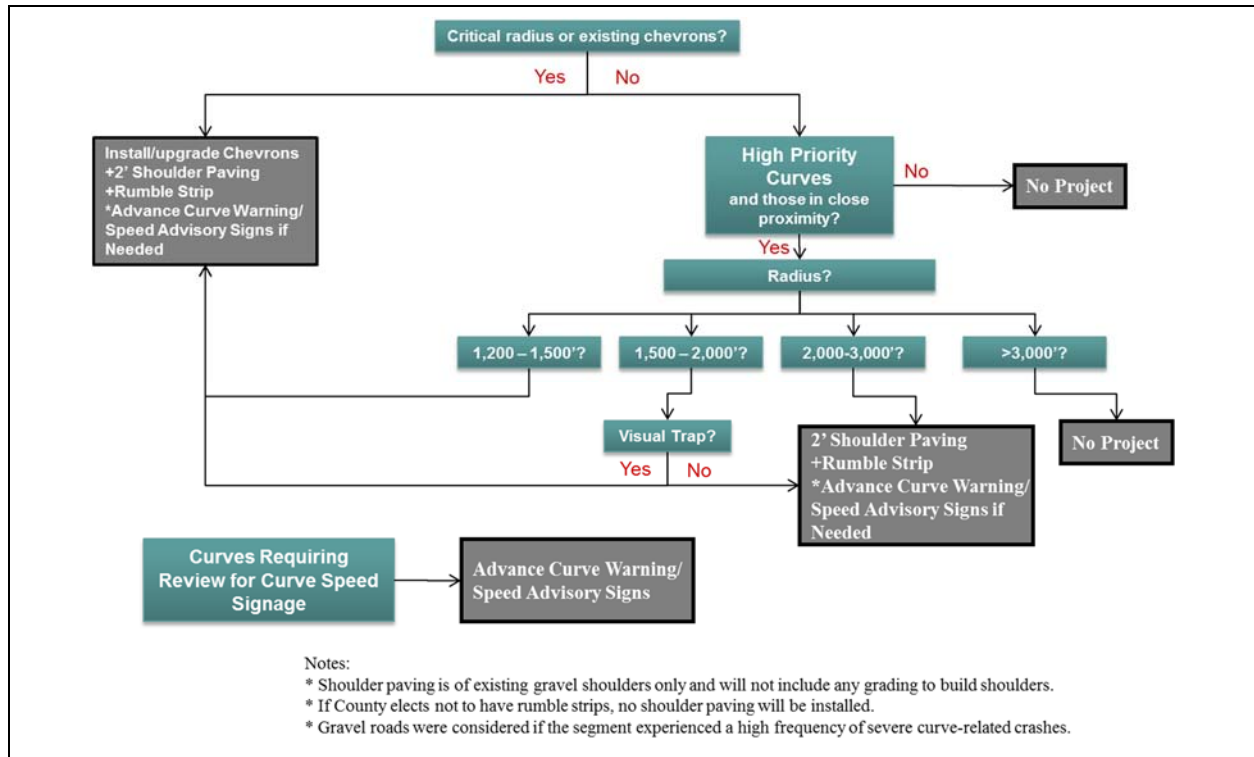 Critical radius or existing chevrons?
Yes
No
Install/upgrade Chevrons
+2’ Shoulder Paving
+Rumble Strip
*Advance Curve Warning/
Speed Advisory Signs if
Needed
High Priority
Curves
and those in close
proximity?
No
No Project
Yes
Radius?
1,200 – 1,500’?
1,500 – 2,000’?
2,000-3,000’?
>3,000’?
Visual Trap?
Yes
No
2’ Shoulder Paving
+Rumble Strip
*Advance Curve Warning/
Speed Advisory Signs if
Needed
No Project
Curves Requiring
Review for Curve Speed
Signage
Advance Curve Warning/
Speed Advisory Signs
Notes:
* Shoulder paving is of existing gravel shoulders only and will not include any grading to build shoulders.
* If County elects not to have rumble strips, no shoulder paving will be installed.
* Gravel roads were considered if the segment experienced a high frequency of severe curve-related crashes.